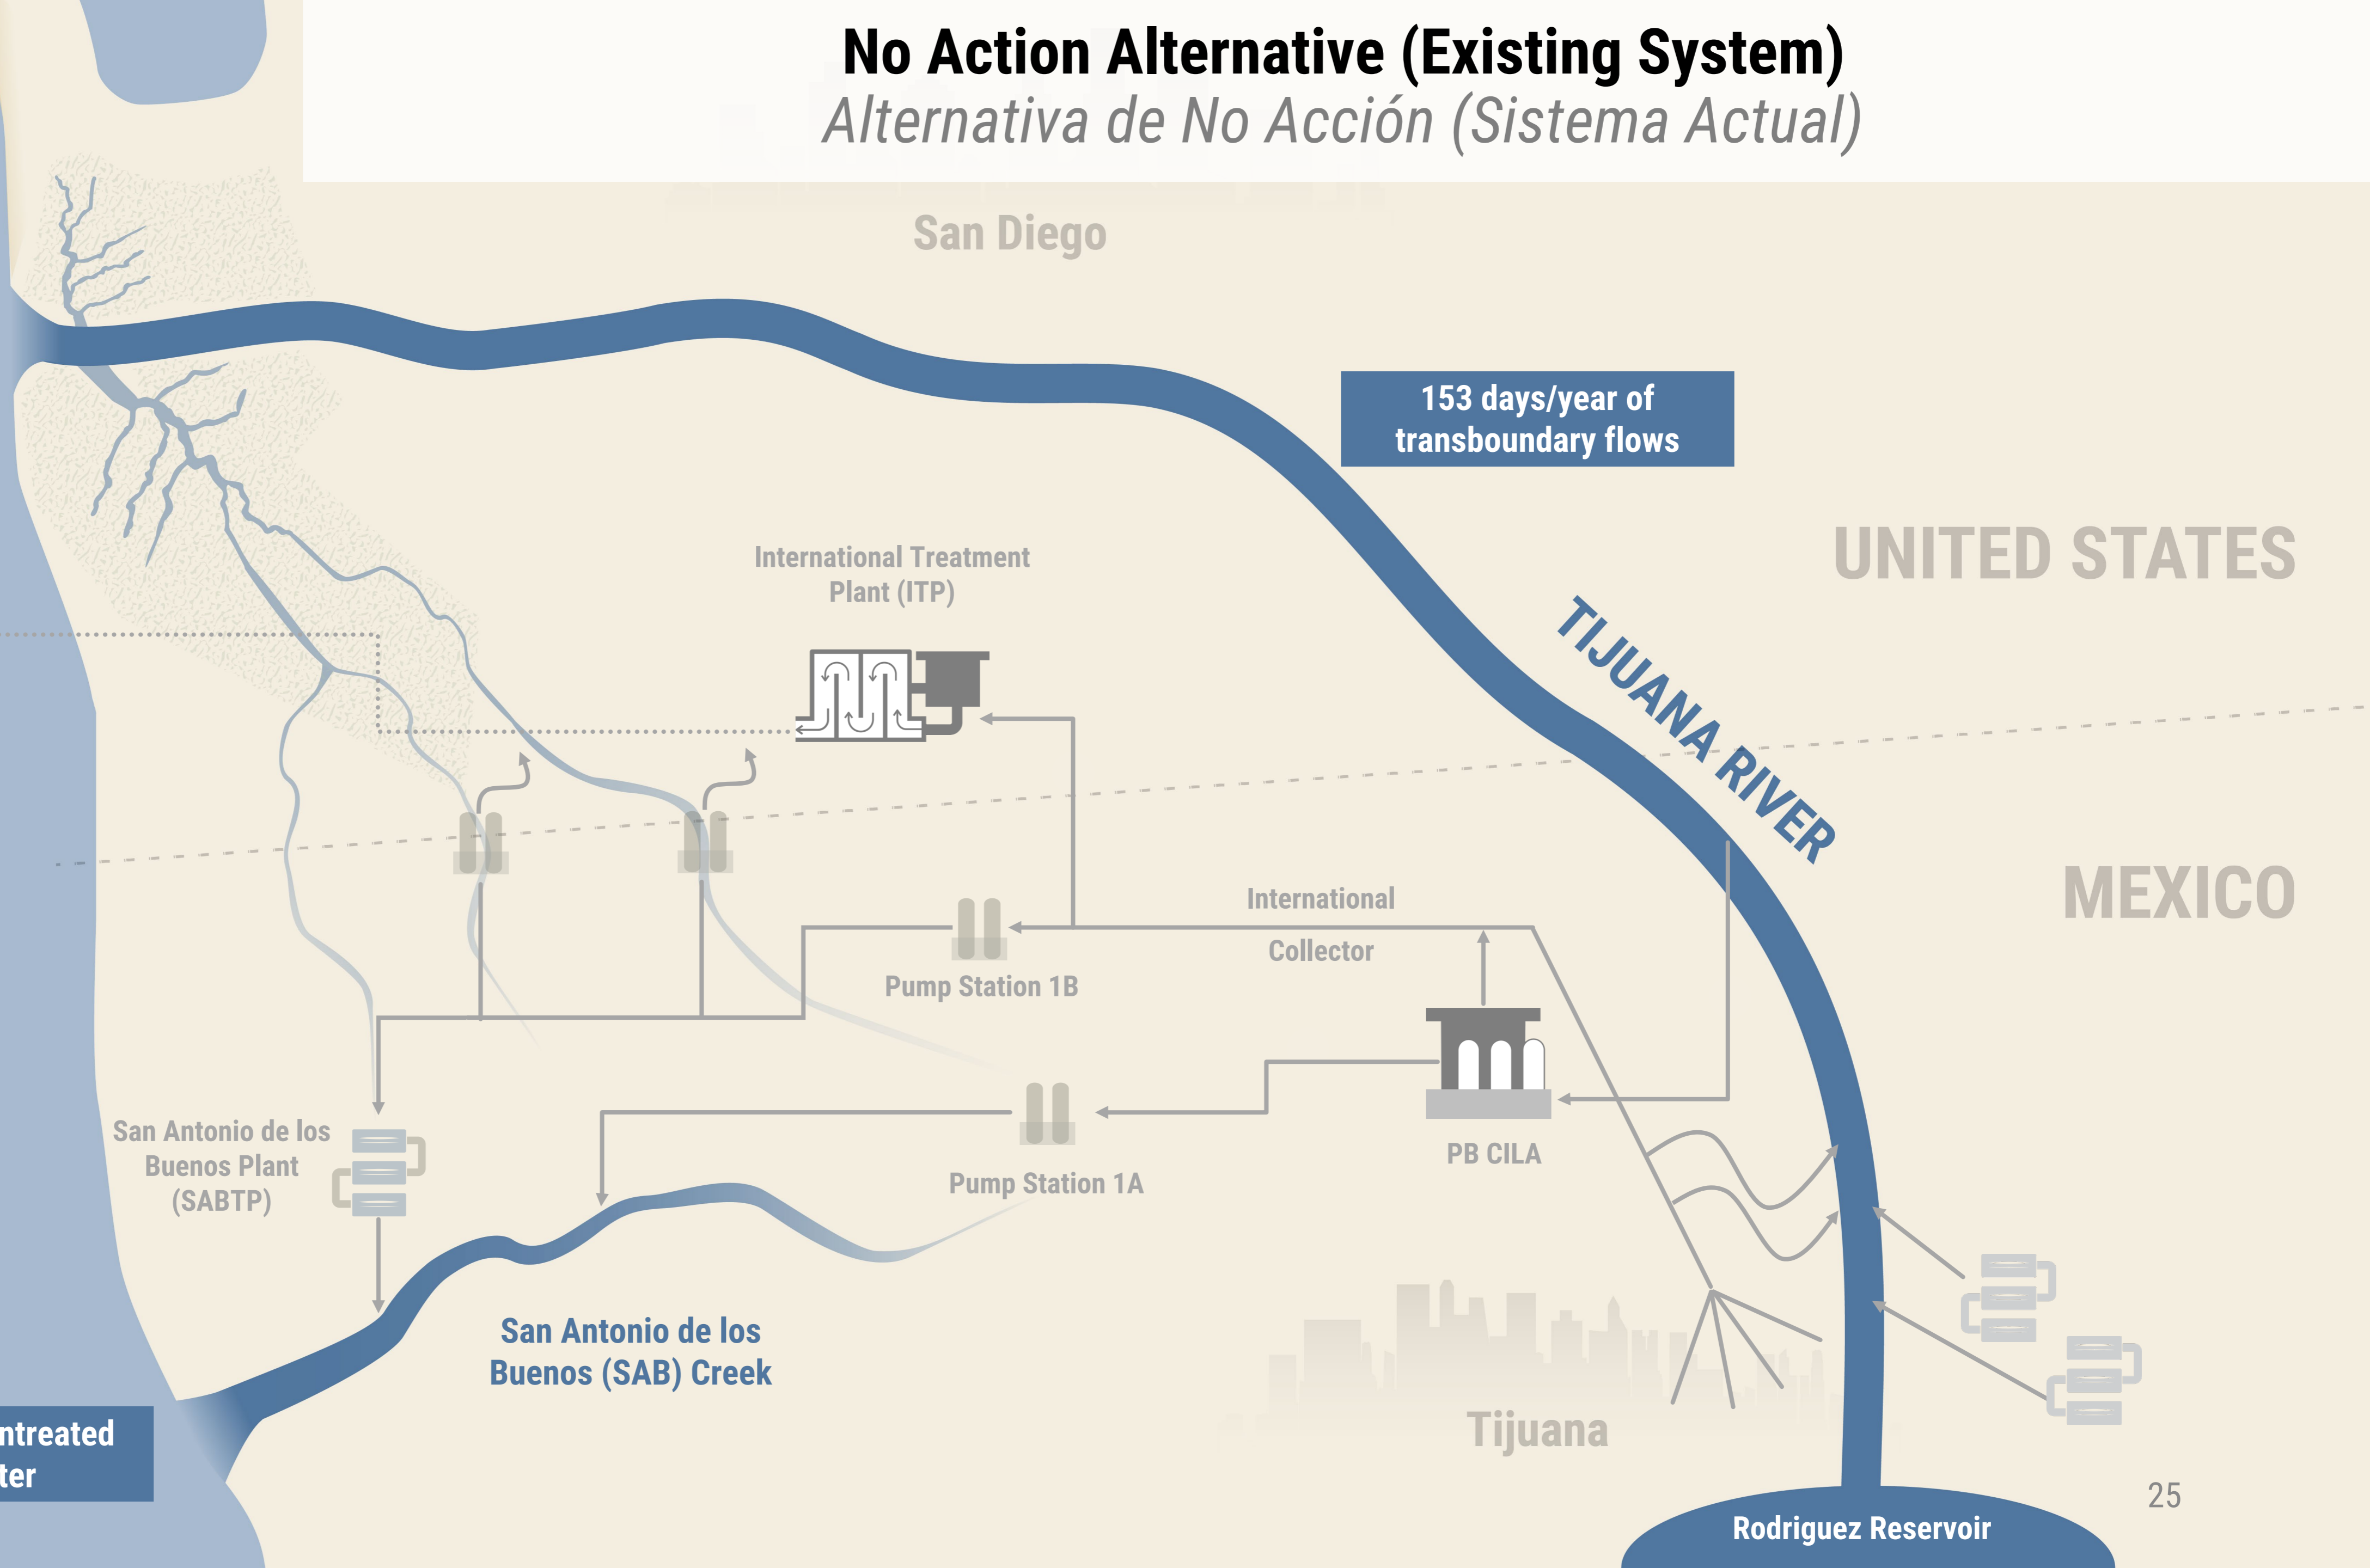 No Action Alternative (Existing System)
Alternativa de No Acción (Sistema Actual)
San Diego
153 days/year of
transboundary flows
UNITED STATES
International Treatment
Plant (ITP)
TIJUANA RIVER
MEXICO
International
Collector
Pump Station 1B
PB CILA
San Antonio de los
Buenos Plant
(SABTP)
Pump Station 1A
San Antonio de los
Buenos (SAB) Creek
Tijuana
ntreated
ter
25
Rodriguez Reservoir